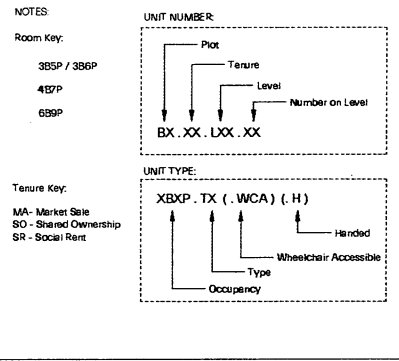 NOTES:
Room Key:
3B5P / 3B6P
4B7P
6B9P
Tenure Key:
MA- Market Sale
SO - Shared Ownership
SR - Social Rent
UNIT NUMBER:
Plot
Tenure
Level
Number on Level
BX.XX.LXX.XX
UNIT TYPE:
XBXP.TX (.WCA) (.H)
Handed
Wheelchair Accessible
Type
Occupancy